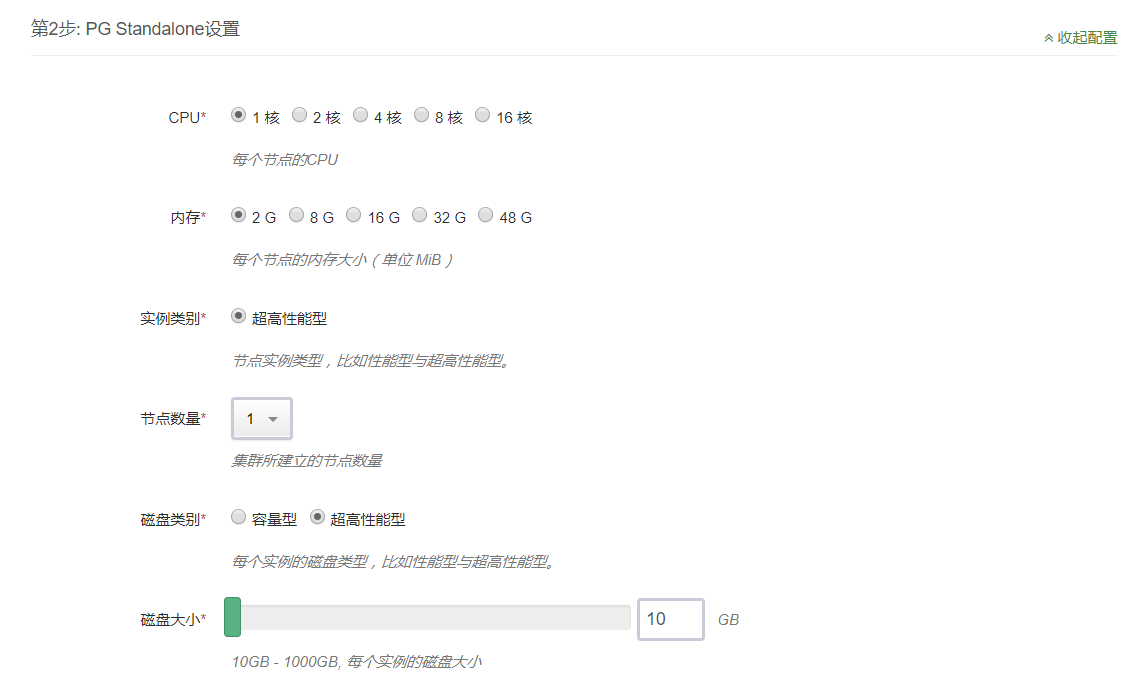 第2步: PG Standalone设置
收起配置
CPU* 1 核 2 核 4 核 8 核 16 核
每个节点的CPU
内存* 2 G 8 G 16 G 32 G 48 G
每个节点的内存大小（单位 MiB）
实例类别* 超高性能型
节点实例类型，比如性能型与超高性能型。
节点数量* 1
集群所建立的节点数量
磁盘类别* 容量型 超高性能型
每个实例的磁盘类型，比如性能型与超高性能型。
磁盘大小* 10 GB
10GB - 1000GB, 每个实例的磁盘大小